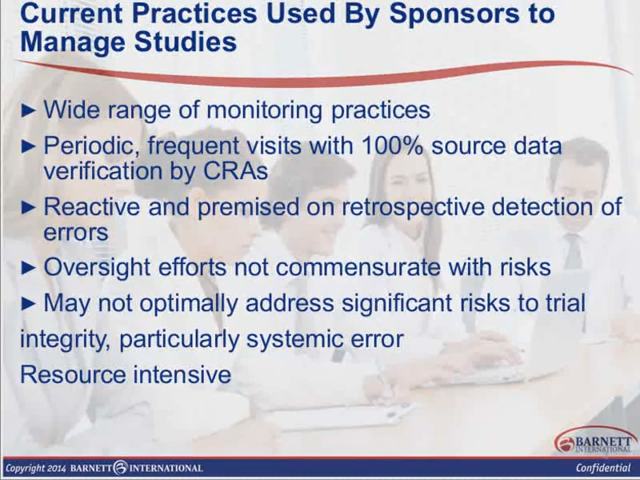 Current Practices Used By Sponsors to
Manage Studies
► Wide range of monitoring practices
► Periodic, frequent visits with 100% source data
verification by CRAs
► Reactive and premised on retrospective detection of
errors
► Oversight efforts not commensurate with risks
► May not optimally address significant risks to trial
integrity, particularly systemic error
Resource intensive
BARNETT
INTERNATIONAL
Copyright 2014 BARNETT INTERNATIONAL
Confidential